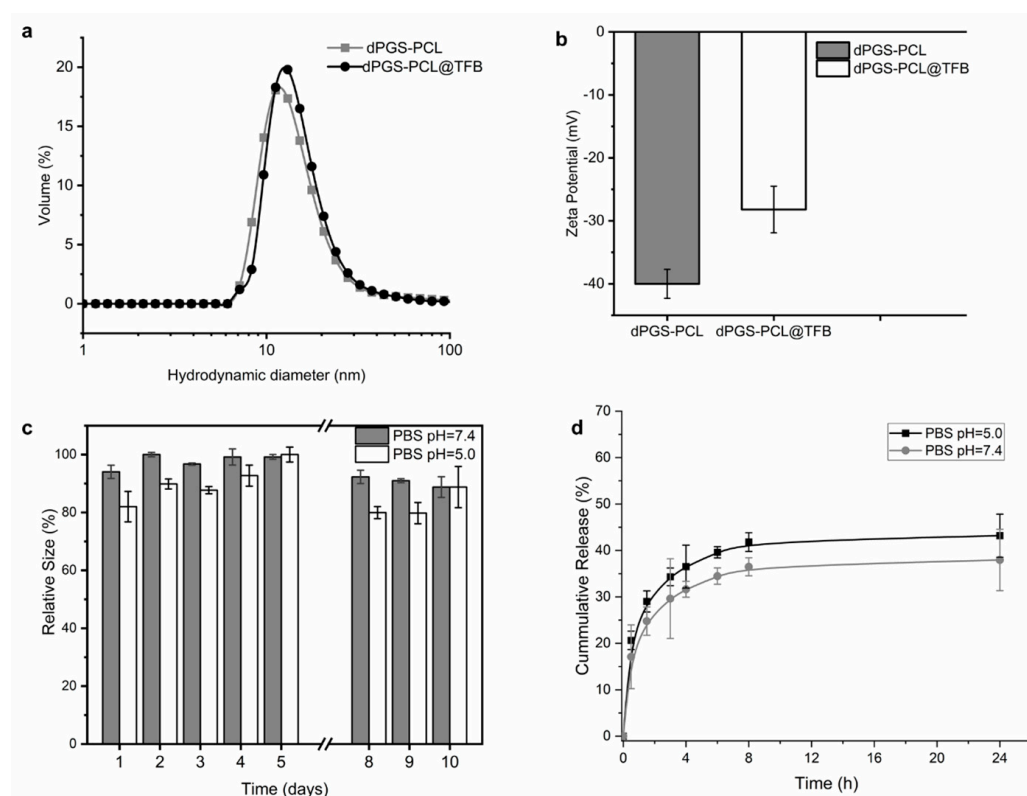 a
dPGS-PCL
dPGS-PCL@TFB
20
15
10
5
0
Volume (%)
1
10
100
Hydrodynamic diameter (nm)
b
dPGS-PCL
dPGS-PCL@TFB
0
-10
-20
-30
-40
Zeta Potential (mV)
dPGS-PCL
dPGS-PCL@TFB
c
PBS pH=7.4
PBS pH=5.0
100
80
60
40
20
0
Relative Size (%)
1
2
3
4
5
8
9
10
Time (days)
d
PBS pH=5.0
PBS pH=7.4
70
60
50
40
30
20
10
0
Cummulative Release (%)
0
4
8
12
16
20
24
Time (h)